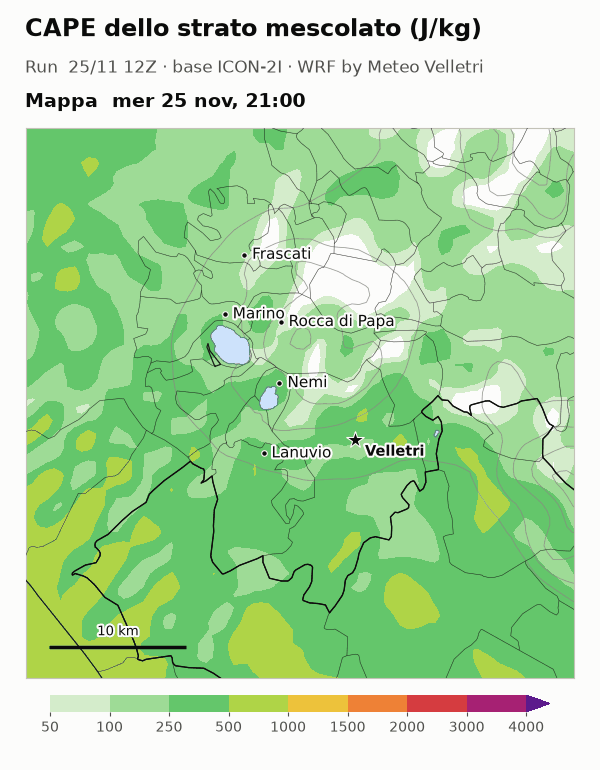 CAPE dello strato mescolato (J/kg)
Run  25/11 12Z · base ICON-2I · WRF by Meteo Velletri
Mappa  mer 25 nov, 21:00
Frascati
Marino
Rocca di Papa
Nemi
Velletri
Lanuvio
10 km
50 100 250 500 1000 1500 2000 3000 4000